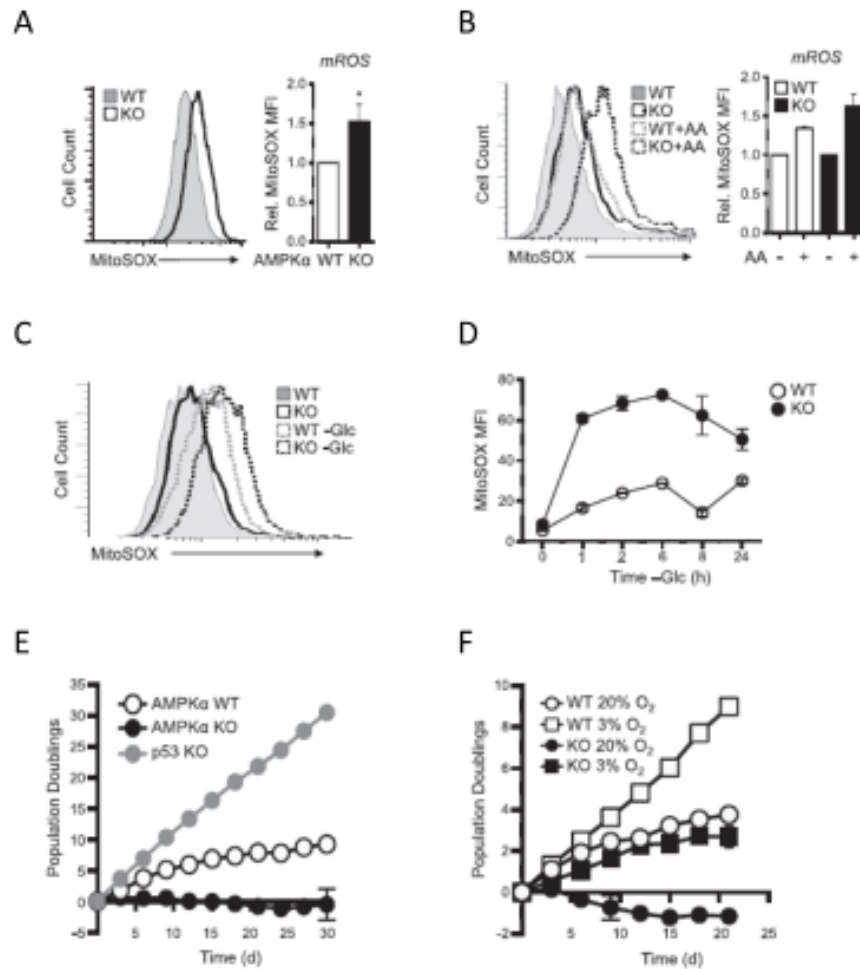 A
WT
KO
Cell Count
MitoSOX
mROS
Rel. MitoSOX MFI
2.0
1.5
1.0
0.5
0.0
*
AMPKα WT KO
B
WT
KO
WT+AA
KO+AA
Cell Count
MitoSOX
mROS
WT
KO
Rel. MitoSOX MFI
2.0
1.5
1.0
0.5
0.0
AA - + - +
C
WT
KO
WT –Glc
KO –Glc
Cell Count
MitoSOX
D
WT
KO
MitoSOX MFI
80
60
40
20
0
0 1 2 6 8 24
Time –Glc (h)
E
AMPKα WT
AMPKα KO
p53 KO
Population Doublings
35
30
25
20
15
10
5
0
-5
5 10 15 20 25 30
Time (d)
F
WT 20% O₂
WT 3% O₂
KO 20% O₂
KO 3% O₂
Population Doublings
10
8
6
4
2
0
-2
5 10 15 20 25
Time (d)